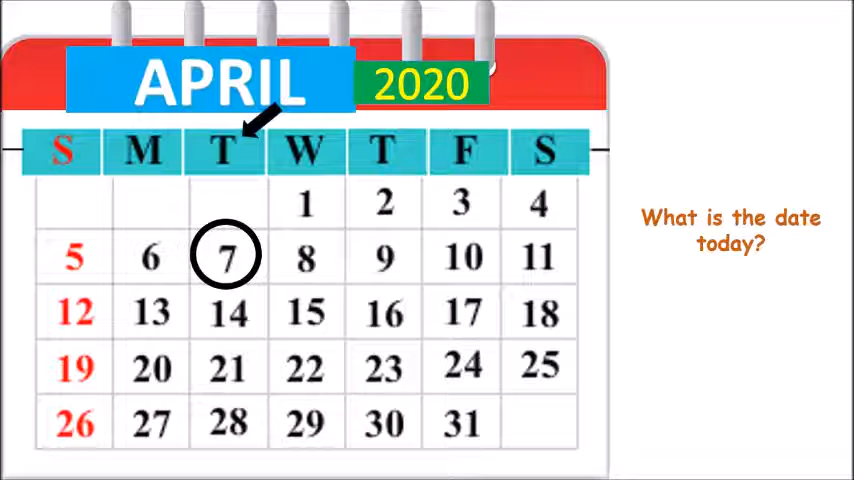 APRIL 2020
S M T W T F S
1 2 3 4
5 6 7 8 9 10 11
12 13 14 15 16 17 18
19 20 21 22 23 24 25
26 27 28 29 30 31
What is the date
today?